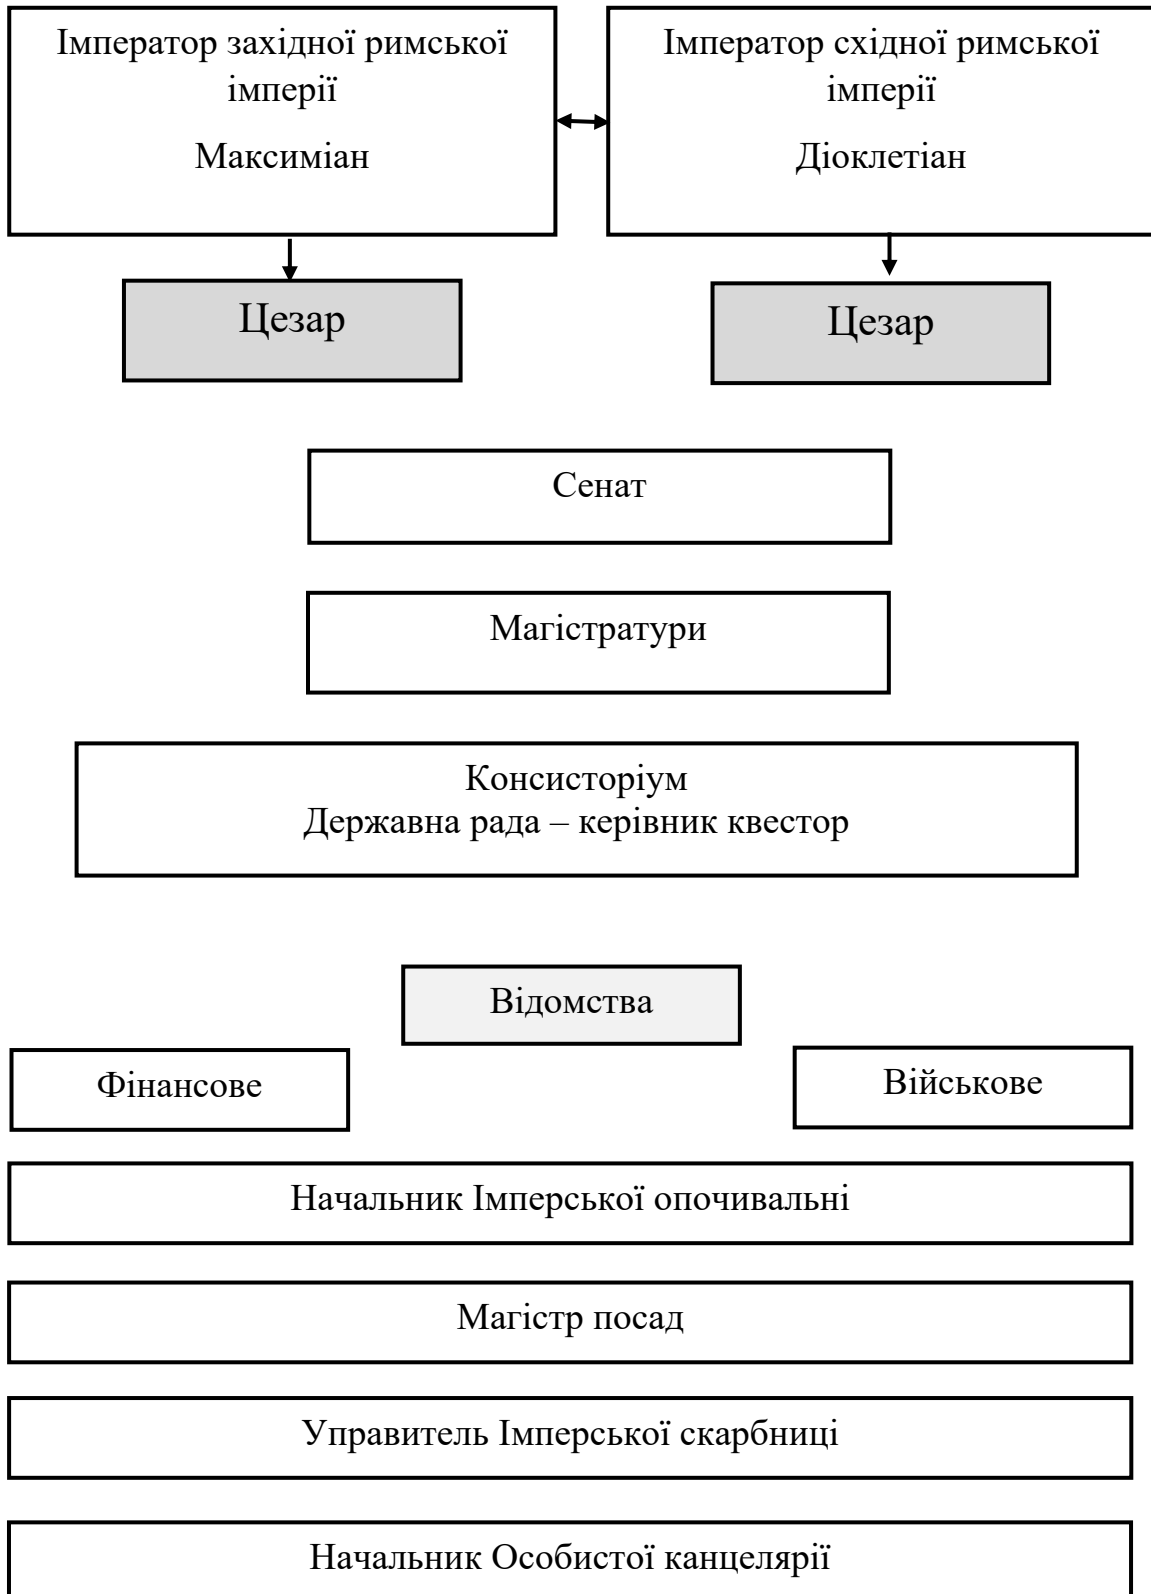 Імператор західної римської
імперії
Максиміан
Імператор східної римської
імперії
Діоклетіан
Цезар
Цезар
Сенат
Магістратури
Консисторіум
Державна рада – керівник квестор
Відомства
Фінансове
Військове
Начальник Імперської опочивальні
Магістр посад
Управитель Імперської скарбниці
Начальник Особистої канцелярії